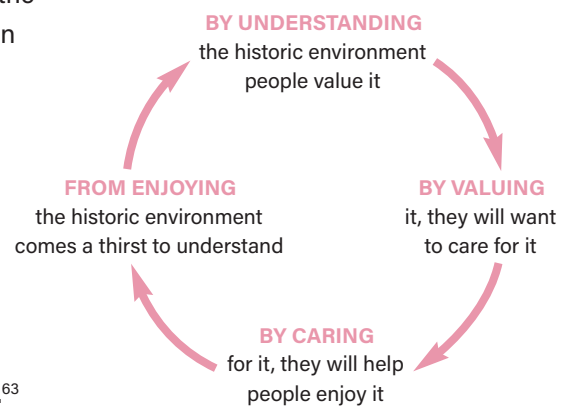 the
n
BY UNDERSTANDING
the historic environment
people value it
BY VALUING
it, they will want
to care for it
BY CARING
for it, they will help
people enjoy it
FROM ENJOYING
the historic environment
comes a thirst to understand
63